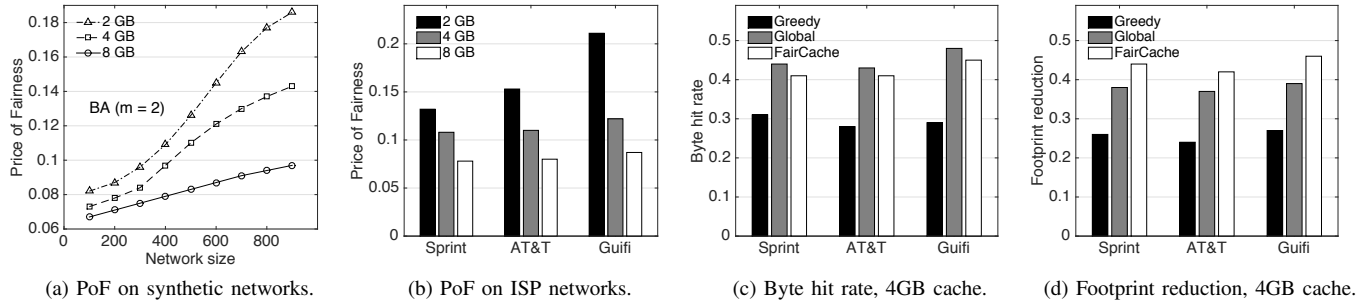 0.18
0.16
0.14
0.12
0.1
0.08
0.06
Price of Fairness
2 GB
4 GB
8 GB
BA (m = 2)
0 200 400 600 800
Network size
(a) PoF on synthetic networks.
0.2
0.15
0.1
0.05
0
Price of Fairness
2 GB
4 GB
8 GB
Sprint AT&T Guifi
(b) PoF on ISP networks.
0.5
0.4
0.3
0.2
0.1
0
Byte hit rate
Greedy
Global
FairCache
Sprint AT&T Guifi
(c) Byte hit rate, 4GB cache.
0.5
0.4
0.3
0.2
0.1
0
Footprint reduction
Greedy
Global
FairCache
Sprint AT&T Guifi
(d) Footprint reduction, 4GB cache.